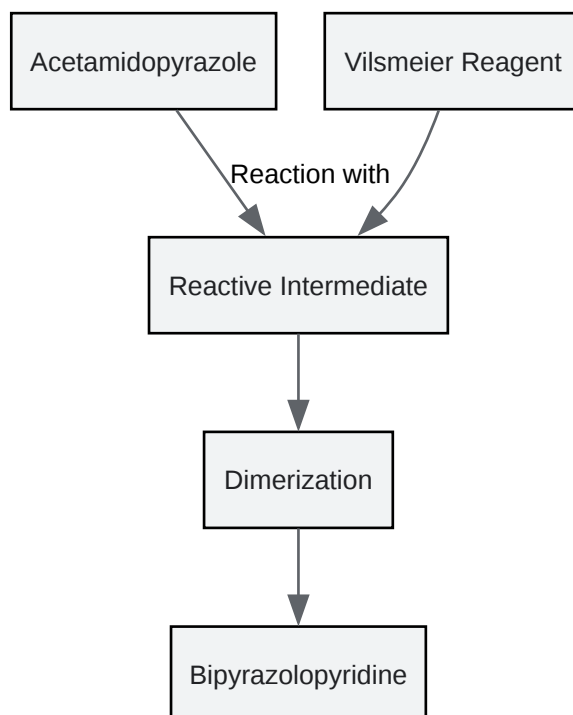 Acetamidopyrazole
Vilsmeier Reagent
Reaction with
Reactive Intermediate
Dimerization
Bipyrazolopyridine